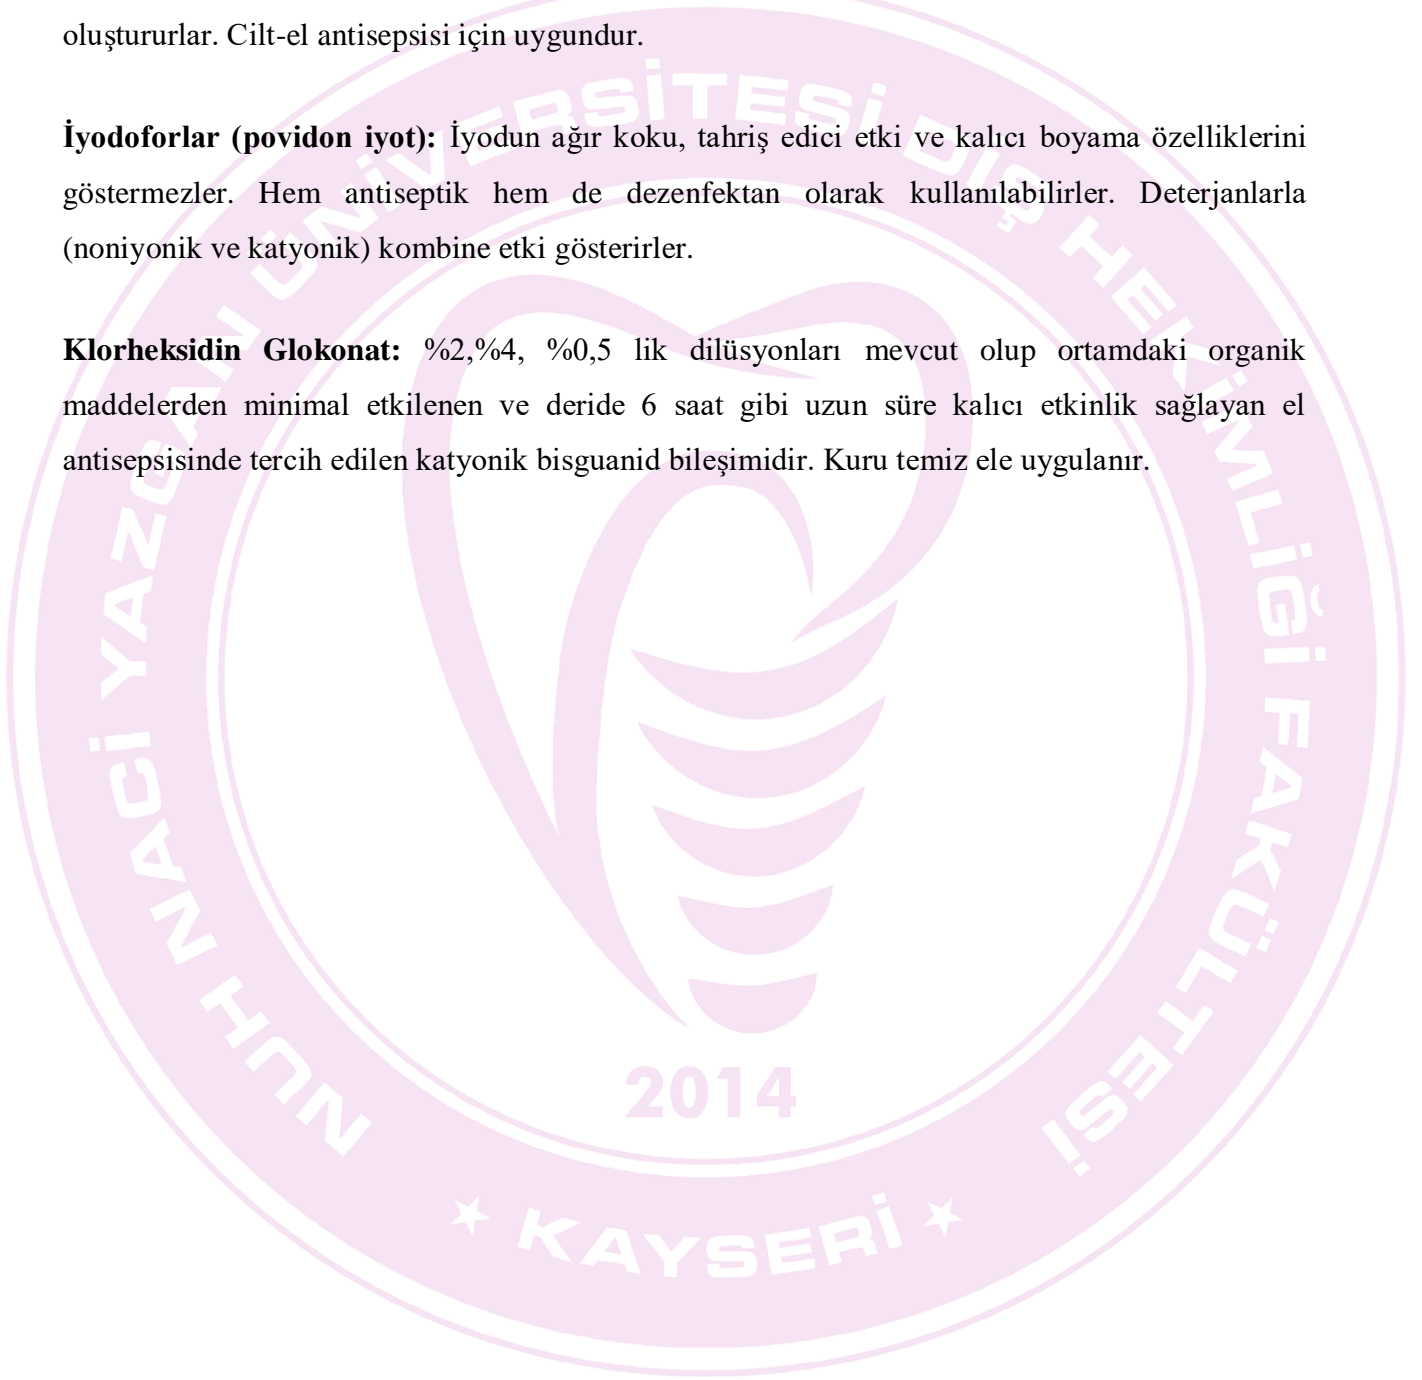 oluştururlar. Cilt-el antisepsisi için uygundur.
İyodoforlar (povidon iyot): İyodun ağır koku, tahriş edici etki ve kalıcı boyama özelliklerini
göstermezler. Hem antiseptik hem de dezenfektan olarak kullanılabilirler. Deterjanlarla
(noniyonik ve katyonik) kombine etki gösterirler.
Klorheksidin Glokonat: %2,%4, %0,5 lik dilüsyonları mevcut olup ortamdaki organik
maddelerden minimal etkilenen ve deride 6 saat gibi uzun süre kalıcı etkinlik sağlayan el
antisepsisinde tercih edilen katyonik bisguanid bileşimidir. Kuru temiz ele uygulanır.
NUH NACİ YAZGAN ÜNİVERSİTESİ DİŞ HEKİMLİĞİ FAKÜLTESİ
2014
KAYSERİ